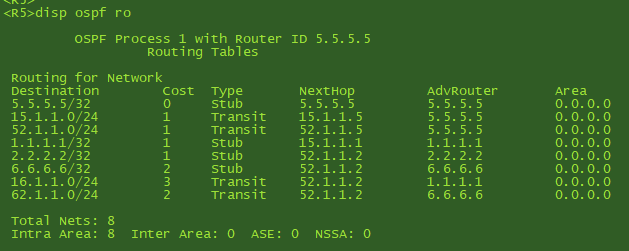 <R5>
<R5>disp ospf ro
OSPF Process 1 with Router ID 5.5.5.5
Routing Tables
Routing for Network
Destination Cost Type NextHop AdvRouter Area
5.5.5.5/32 0 Stub 5.5.5.5 5.5.5.5 0.0.0.0
15.1.1.0/24 1 Transit 15.1.1.5 5.5.5.5 0.0.0.0
52.1.1.0/24 1 Transit 52.1.1.5 5.5.5.5 0.0.0.0
1.1.1.1/32 1 Stub 15.1.1.1 1.1.1.1 0.0.0.0
2.2.2.2/32 1 Stub 52.1.1.2 2.2.2.2 0.0.0.0
6.6.6.6/32 2 Stub 52.1.1.2 6.6.6.6 0.0.0.0
16.1.1.0/24 3 Transit 52.1.1.2 1.1.1.1 0.0.0.0
62.1.1.0/24 2 Transit 52.1.1.2 6.6.6.6 0.0.0.0
Total Nets: 8
Intra Area: 8 Inter Area: 0 ASE: 0 NSSA: 0